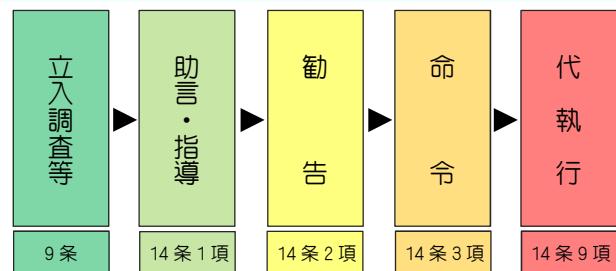 立入調査等
助言・指導
勧告
命令
代執行
9条
14条1項
14条2項
14条3項
14条9項